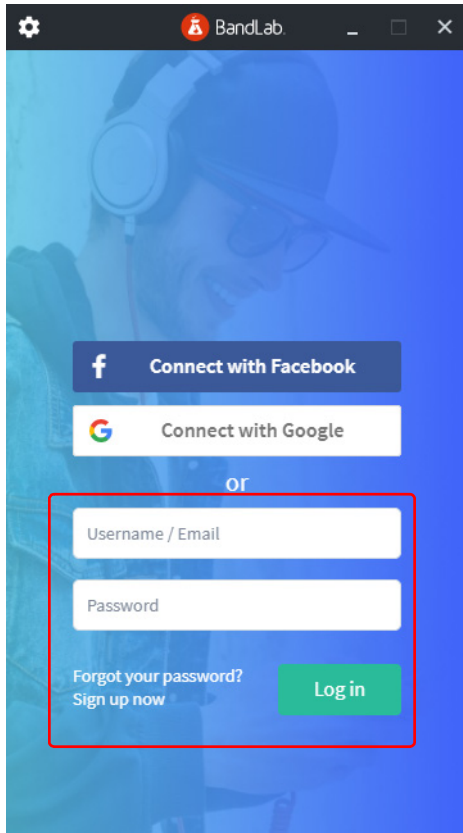 BandLab.
Connect with Facebook
Connect with Google
or
Username / Email
Password
Forgot your password?
Sign up now
Log in